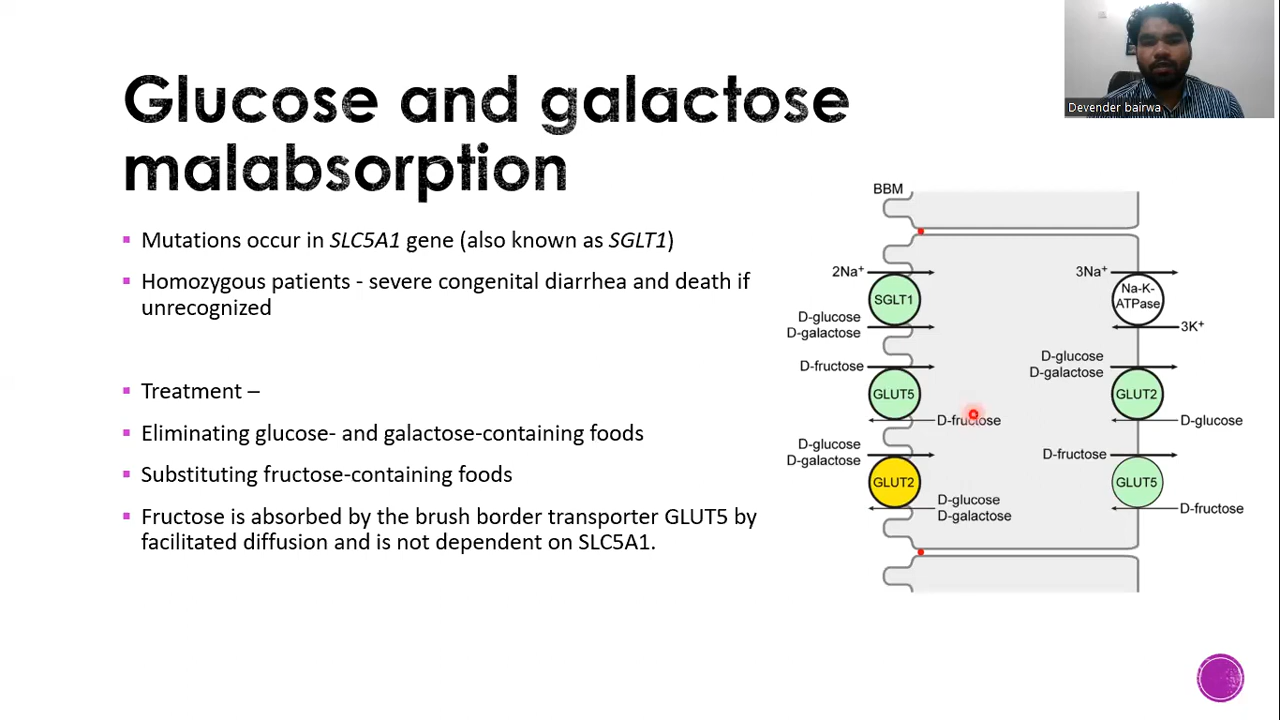 Devender bairwa
Glucose and galactose
malabsorption
Mutations occur in SLC5A1 gene (also known as SGLT1)
Homozygous patients - severe congenital diarrhea and death if
unrecognized
Treatment –
Eliminating glucose- and galactose-containing foods
Substituting fructose-containing foods
Fructose is absorbed by the brush border transporter GLUT5 by
facilitated diffusion and is not dependent on SLC5A1.
BBM
2Na⁺
SGLT1
D-glucose
D-galactose
D-fructose
GLUT5
D-fructose
D-glucose
D-galactose
GLUT2
D-glucose
D-galactose
3Na⁺
Na-K-
ATPase
3K⁺
D-glucose
D-galactose
GLUT2
D-glucose
D-fructose
GLUT5
D-fructose